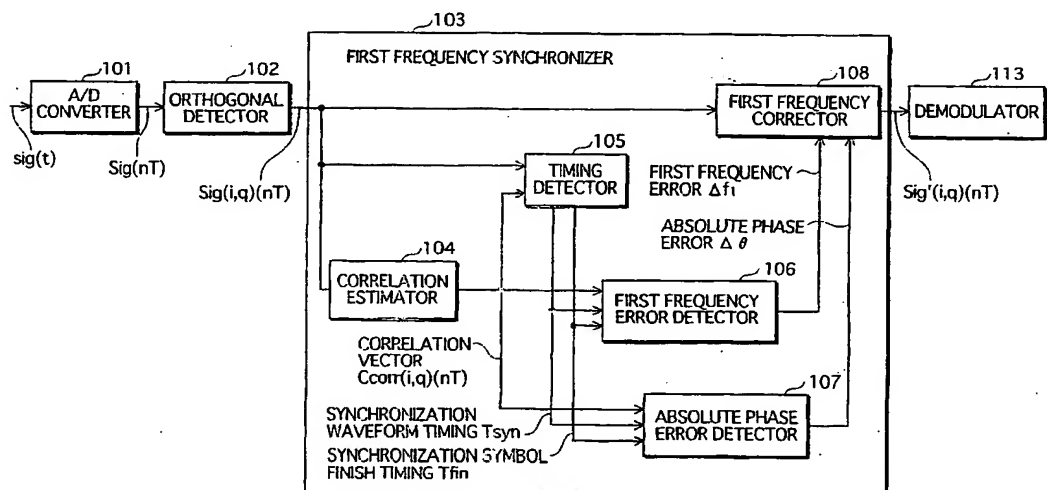 103
FIRST FREQUENCY SYNCHRONIZER
101
A/D
CONVERTER
102
ORTHOGONAL
DETECTOR
108
FIRST FREQUENCY
CORRECTOR
113
DEMODULATOR
sig(t)
Sig(nT)
Sig(i,q)(nT)
105
TIMING
DETECTOR
FIRST FREQUENCY
ERROR Δf1
Sig'(i,q)(nT)
ABSOLUTE PHASE
ERROR Δ θ
104
CORRELATION
ESTIMATOR
106
FIRST FREQUENCY
ERROR DETECTOR
CORRELATION
VECTOR
Ccorr(i,q)(nT)
107
ABSOLUTE PHASE
ERROR DETECTOR
SYNCHRONIZATION
WAVEFORM TIMING Tsyn
SYNCHRONIZATION SYMBOL
FINISH TIMING Tfin